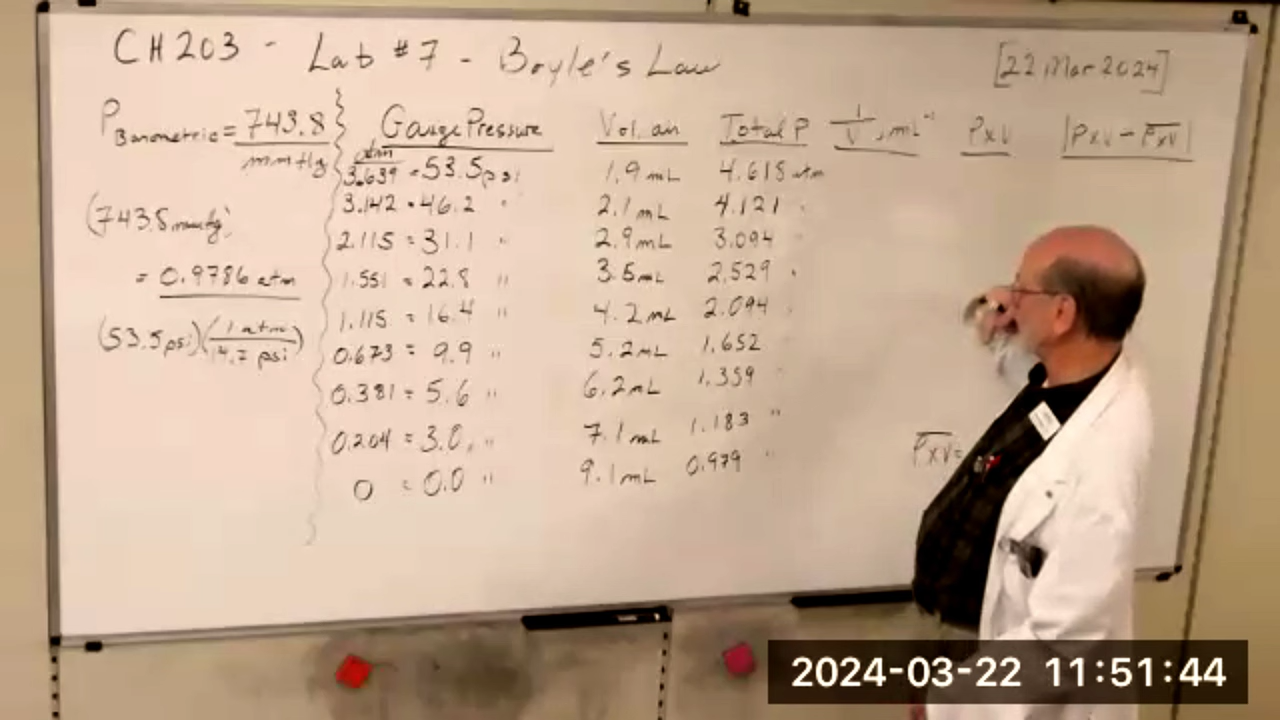 CH203 - Lab #7 - Boyle's Law [22 Mar 2024]
P Barometric = 743.8 mmHg
Gauge Pressure Vol. air Total P 1/V, mL⁻¹ PxV |PxV - P̅x̅V̅|
atm
3.639 = 53.5 psi 1.9 mL 4.618 atm
3.142 = 46.2 " 2.1 mL 4.121 "
2.115 = 31.1 " 2.9 mL 3.094 "
1.551 = 22.8 " 3.5 mL 2.529 "
1.115 = 16.4 " 4.2 mL 2.094 "
0.673 = 9.9 " 5.2 mL 1.652 "
0.381 = 5.6 " 6.2 mL 1.359 "
0.204 = 3.0 " 7.1 mL 1.183 "
0 = 0.0 " 9.1 mL 0.979 "
(743.8 mmHg)
= 0.9786 atm
(53.5 psi)(1 atm/14.7 psi)
P̅x̅V̅=
2024-03-22 11:51:44